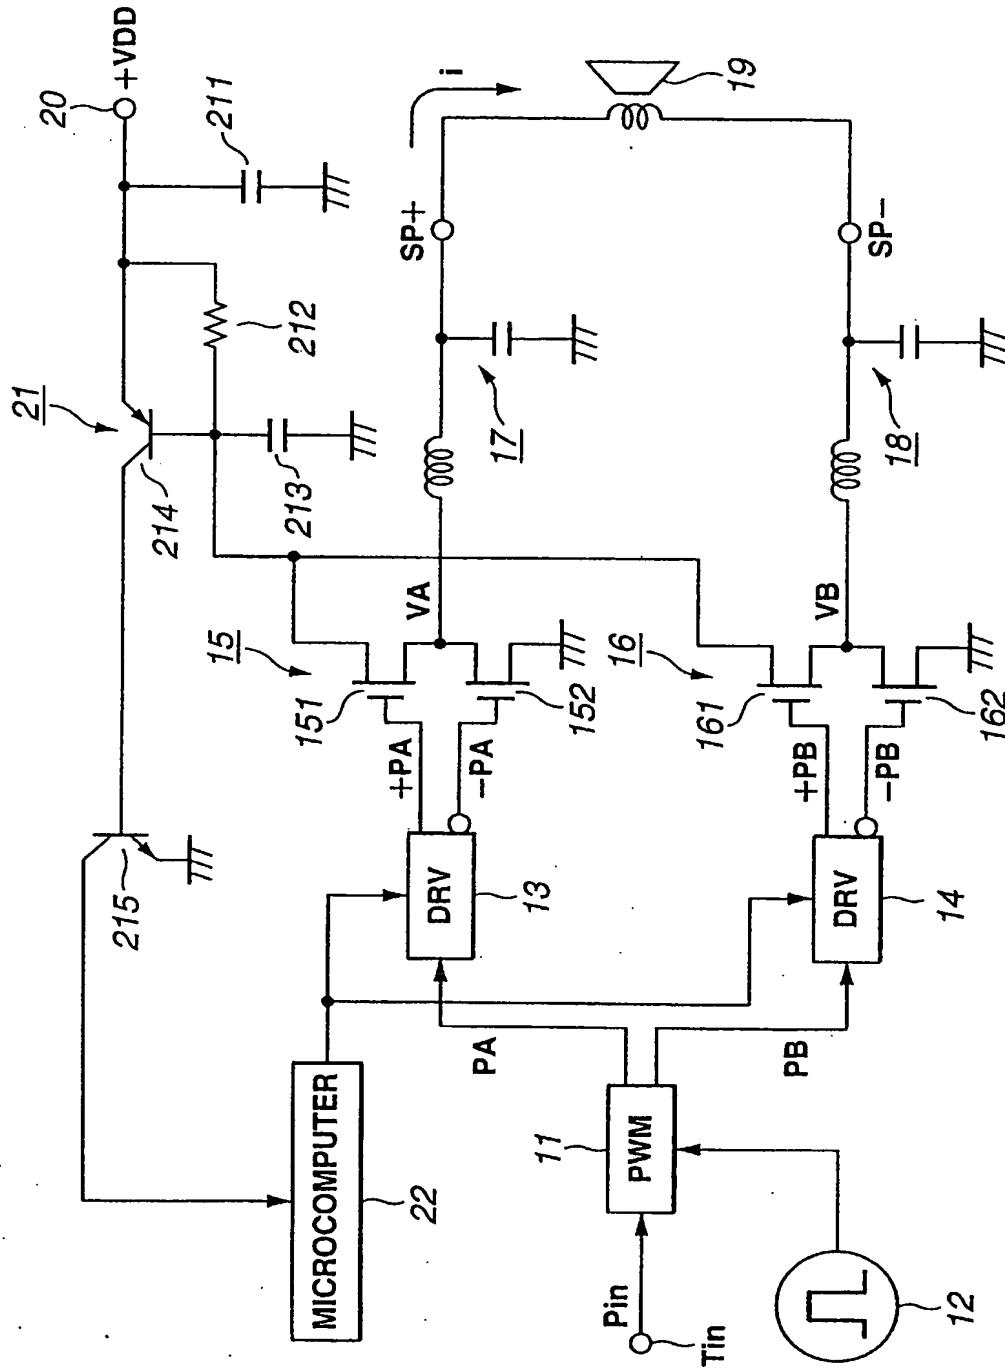 20
+VDD
21
211
212
214
213
215
SP+
i
19
17
15
VA
151
152
+PA
-PA
DRV
13
MICROCOMPUTER
22
PA
SP-
18
VB
16
161
162
+PB
-PB
DRV
14
PB
11
PWM
Pin
Tin
12